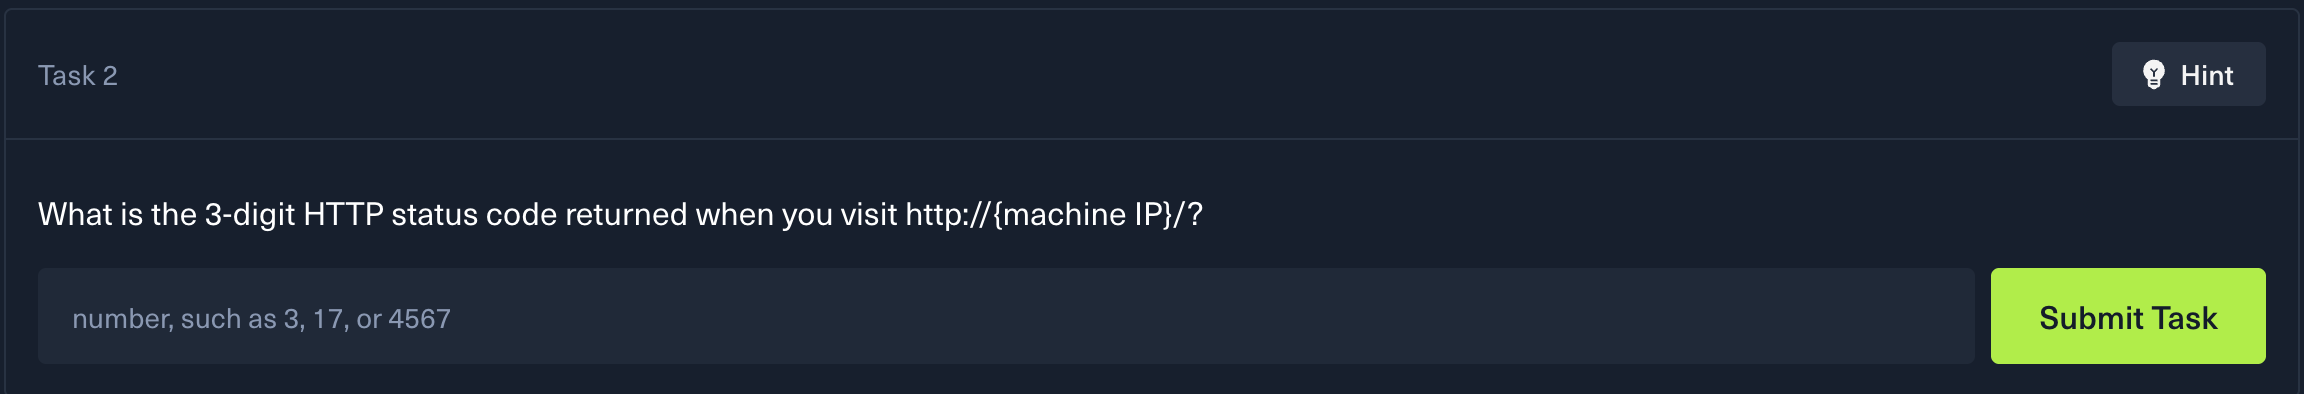 Task 2
Hint
What is the 3-digit HTTP status code returned when you visit http://{machine IP}/?
number, such as 3, 17, or 4567
Submit Task